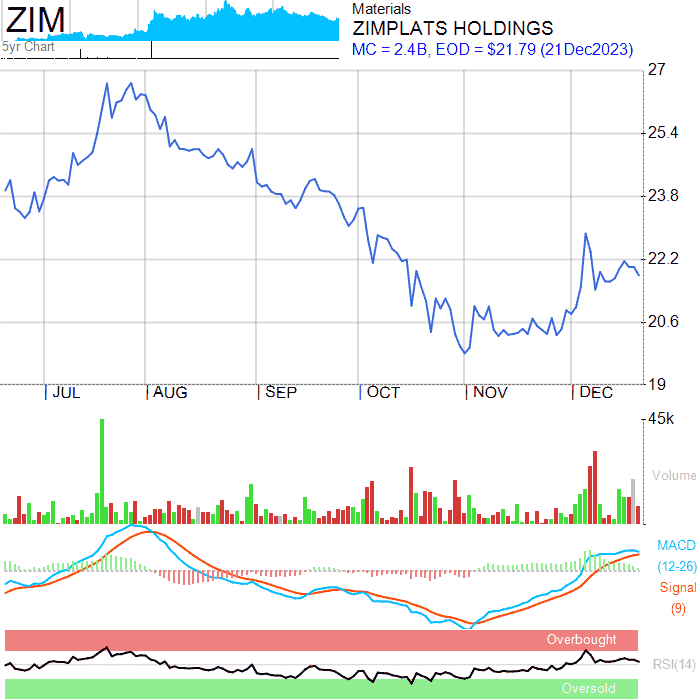 ZIM
5yr Chart
Materials
ZIMPLATS HOLDINGS
MC = 2.4B, EOD = $21.79 (21Dec2023)
27
25.4
23.8
22.2
20.6
19
JUL AUG SEP OCT NOV DEC
45k
Volume
MACD
(12-26)
Signal
(9)
Overbought
RSI(14)
Oversold